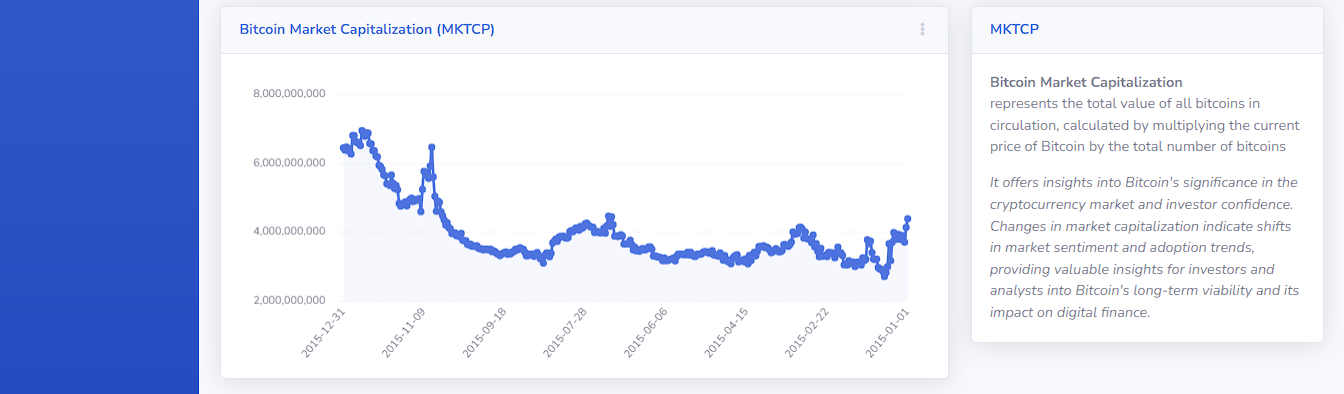 Bitcoin Market Capitalization (MKTCP)
8,000,000,000
6,000,000,000
4,000,000,000
2,000,000,000
2015-12-31
2015-11-09
2015-09-18
2015-07-28
2015-06-06
2015-04-15
2015-02-22
2015-01-01
MKTCP
Bitcoin Market Capitalization
represents the total value of all bitcoins in
circulation, calculated by multiplying the current
price of Bitcoin by the total number of bitcoins
It offers insights into Bitcoin's significance in the
cryptocurrency market and investor confidence.
Changes in market capitalization indicate shifts
in market sentiment and adoption trends,
providing valuable insights for investors and
analysts into Bitcoin's long-term viability and its
impact on digital finance.